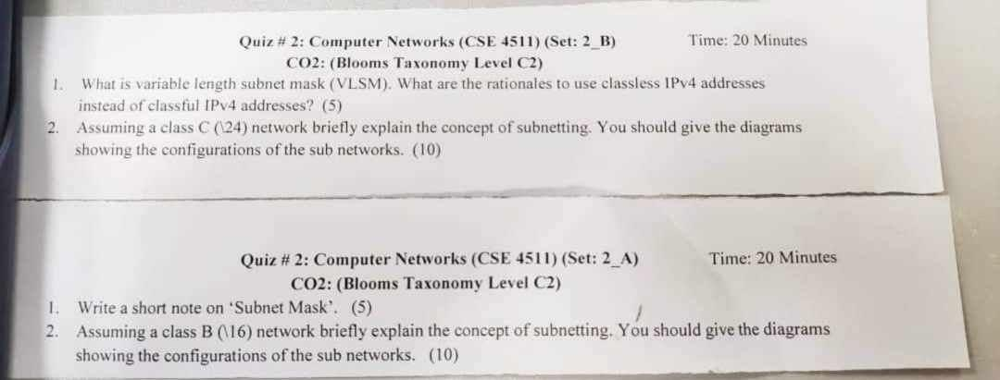 Quiz # 2: Computer Networks (CSE 4511) (Set: 2_B) Time: 20 Minutes
CO2: (Blooms Taxonomy Level C2)
1. What is variable length subnet mask (VLSM). What are the rationales to use classless IPv4 addresses
instead of classful IPv4 addresses? (5)
2. Assuming a class C (\24) network briefly explain the concept of subnetting. You should give the diagrams
showing the configurations of the sub networks. (10)
Quiz # 2: Computer Networks (CSE 4511) (Set: 2_A) Time: 20 Minutes
CO2: (Blooms Taxonomy Level C2)
1. Write a short note on ‘Subnet Mask’. (5)
2. Assuming a class B (\16) network briefly explain the concept of subnetting. You should give the diagrams
showing the configurations of the sub networks. (10)